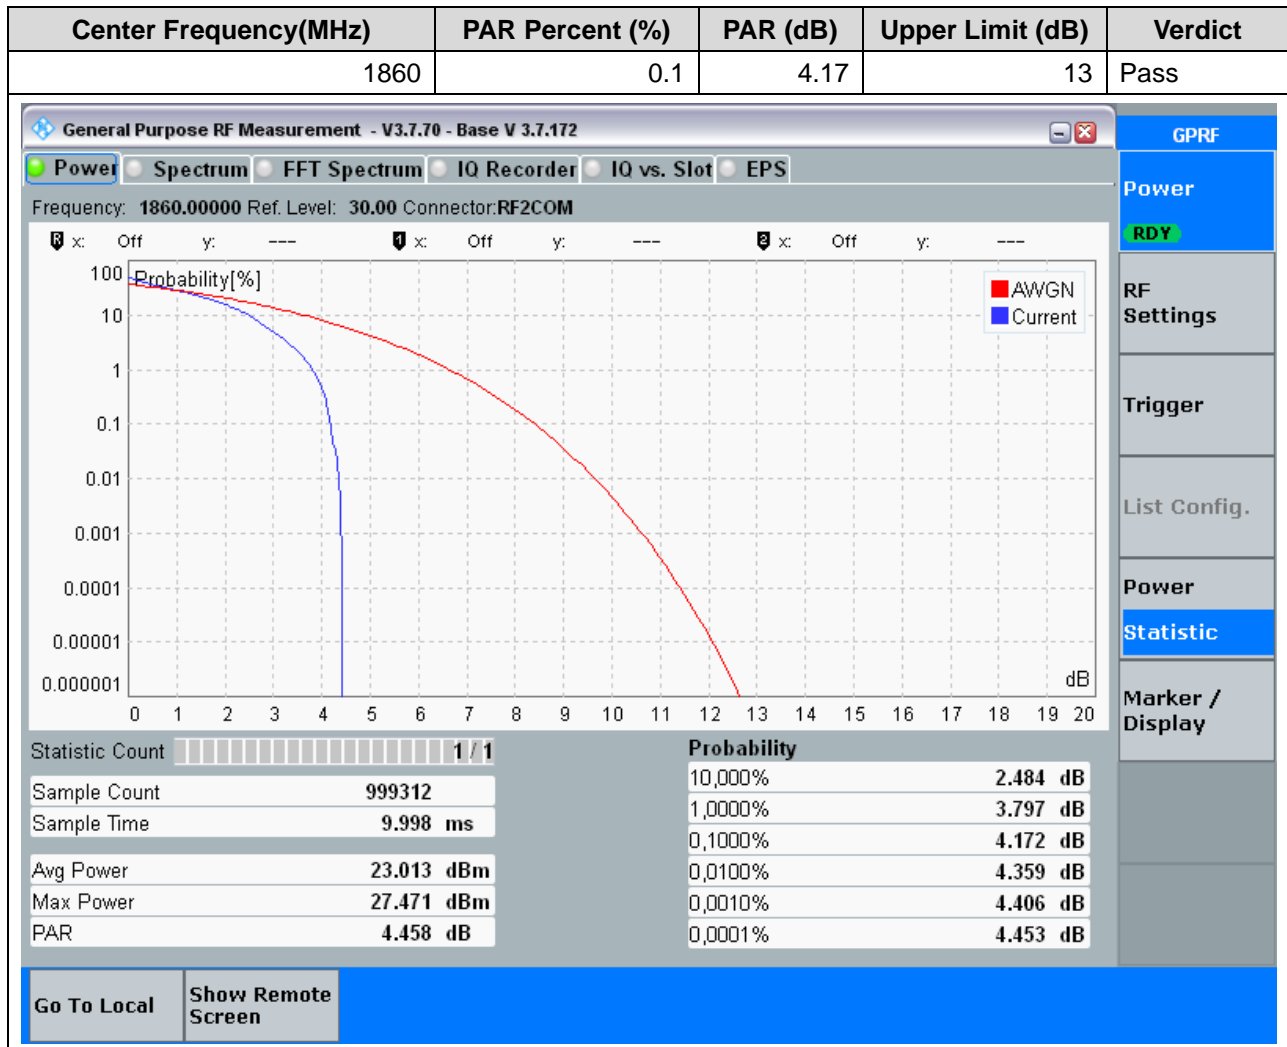 Center Frequency(MHz) PAR Percent (%) PAR (dB) Upper Limit (dB) Verdict
1860 0.1 4.17 13 Pass
General Purpose RF Measurement - V3.7.70 - Base V 3.7.172
GPRF
Power Spectrum FFT Spectrum IQ Recorder IQ vs. Slot EPS
Frequency: 1860.00000 Ref. Level: 30.00 Connector:RF2COM
R x: Off y: --- 1 x: Off y: --- 2 x: Off y: ---
Probability[%]
AWGN
Current
100
10
1
0.1
0.01
0.001
0.0001
0.00001
0.000001
dB
0 1 2 3 4 5 6 7 8 9 10 11 12 13 14 15 16 17 18 19 20
Statistic Count 1 / 1
Sample Count 999312
Sample Time 9.998 ms
Avg Power 23.013 dBm
Max Power 27.471 dBm
PAR 4.458 dB
Probability
10,000% 2.484 dB
1,0000% 3.797 dB
0,1000% 4.172 dB
0,0100% 4.359 dB
0,0010% 4.406 dB
0,0001% 4.453 dB
Power
RDY
RF
Settings
Trigger
List Config.
Power
Statistic
Marker /
Display
Go To Local
Show Remote
Screen